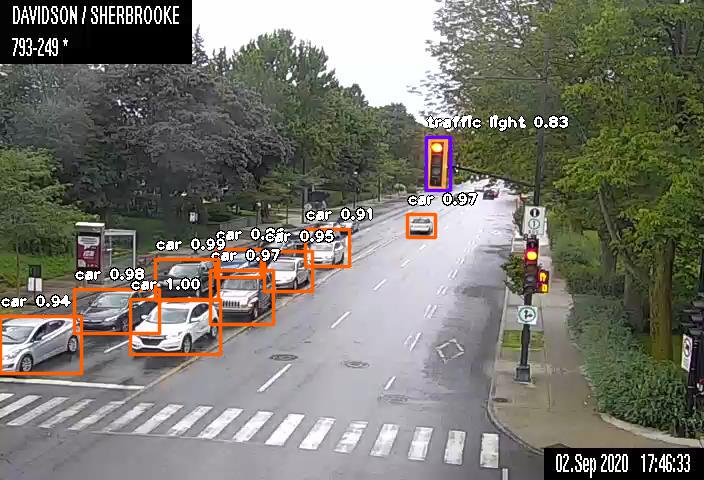 DAVIDSON / SHERBROOKE
793-249 *
traffic light 0.83
car 0.97
car 0.91
car 0.95
car 0.99
car 0.97
car 0.98
car 1.00
car 0.94
02.Sep 2020 17:46:33